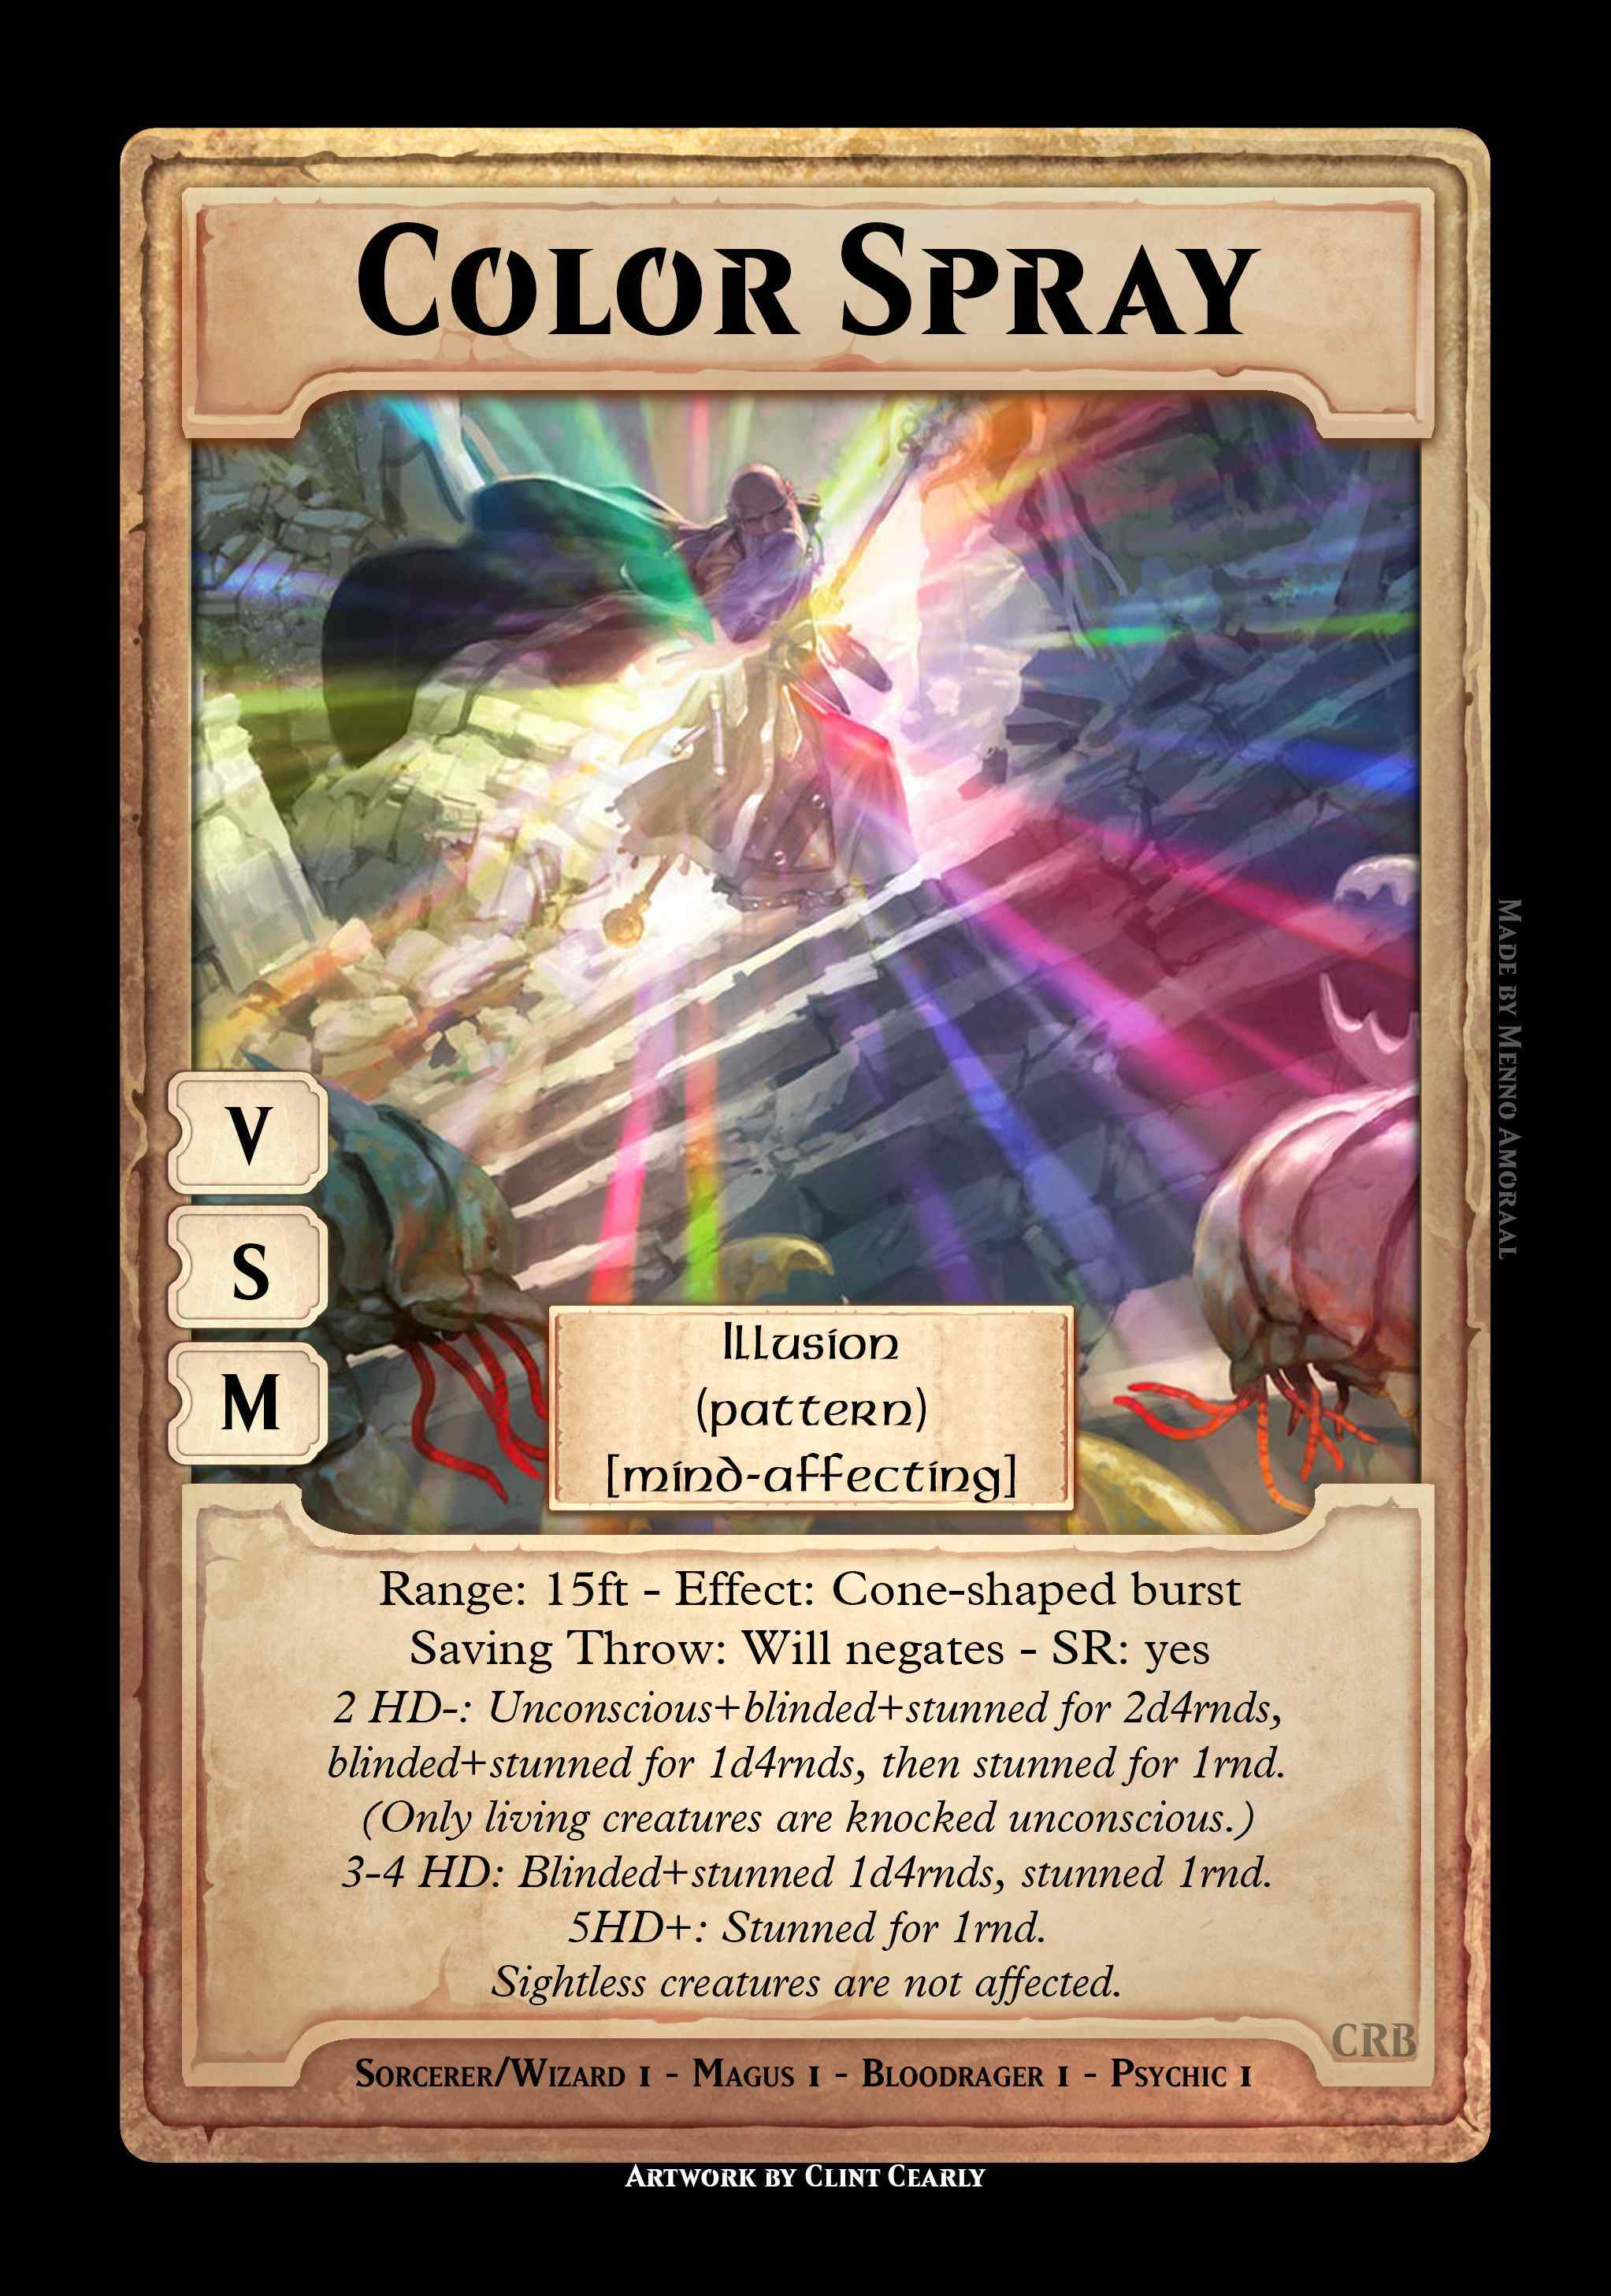 Color Spray
V
S
M
Illusion
(pattern)
[mind-affecting]
Range: 15ft - Effect: Cone-shaped burst
Saving Throw: Will negates - SR: yes
2 HD-: Unconscious+blinded+stunned for 2d4rnds,
blinded+stunned for 1d4rnds, then stunned for 1rnd.
(Only living creatures are knocked unconscious.)
3-4 HD: Blinded+stunned 1d4rnds, stunned 1rnd.
5HD+: Stunned for 1rnd.
Sightless creatures are not affected.
CRB
Sorcerer/Wizard 1 - Magus 1 - Bloodrager 1 - Psychic 1
Artwork by Clint Cearly
Made by Menno Amoraal